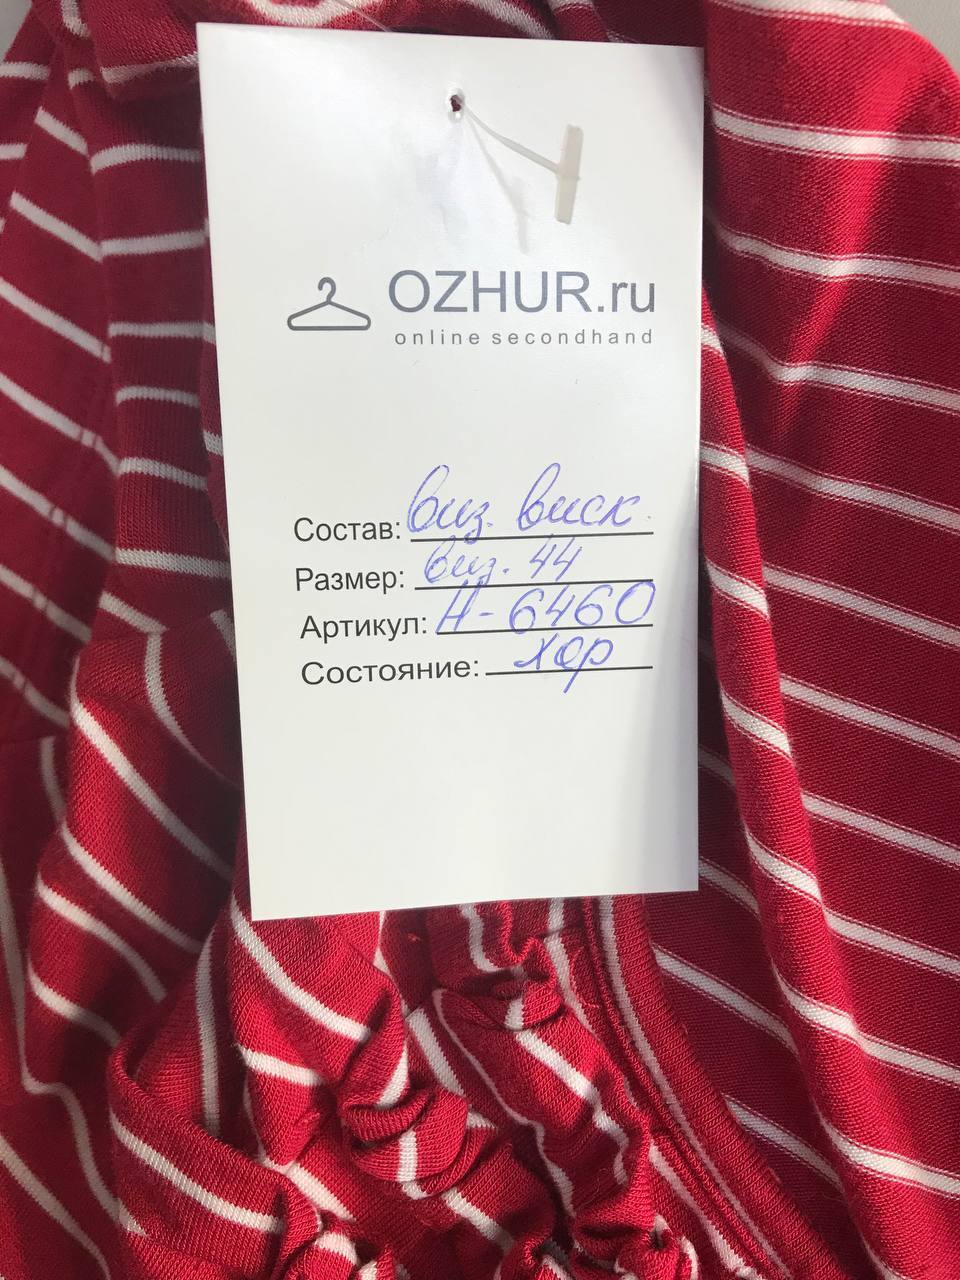 OZHUR.ru
online secondhand
Состав: виз. виск.
Размер: виз. 44
Артикул: Н-6460
Состояние: хор